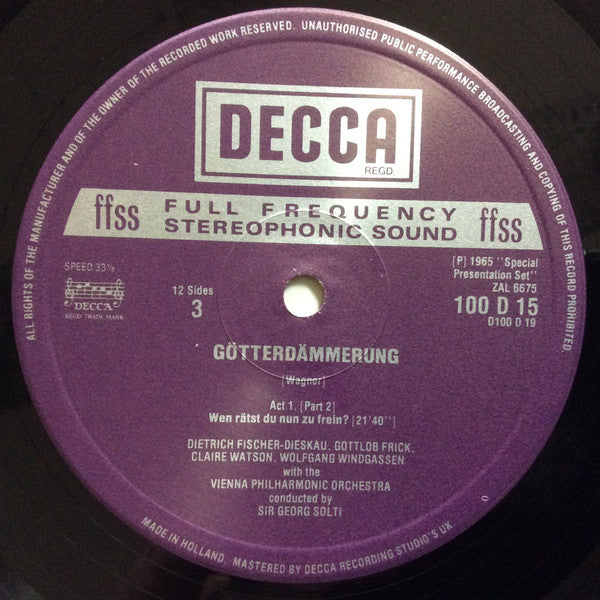 ALL RIGHTS OF THE MANUFACTURER AND OF THE OWNER OF THE RECORDED WORK RESERVED. UNAUTHORISED PUBLIC PERFORMANCE BROADCASTING AND COPYING OF THIS RECORD PROHIBITED.
DECCA
REGD.
ffss FULL FREQUENCY STEREOPHONIC SOUND ffss
SPEED 33⅓
DECCA
REGD TRADE MARK
12 Sides
3
[P] 1965 "Special
Presentation Set"
ZAL 6675
100 D 15
D100 D 19
GÖTTERDÄMMERUNG
[Wagner]
Act 1. [Part 2]
Wen rätst du nun zu frein? [21'40"]
DIETRICH FISCHER-DIESKAU, GOTTLOB FRICK,
CLAIRE WATSON, WOLFGANG WINDGASSEN
with the
VIENNA PHILHARMONIC ORCHESTRA
conducted by
SIR GEORG SOLTI
MADE IN HOLLAND, MASTERED BY DECCA RECORDING STUDIO'S UK
0